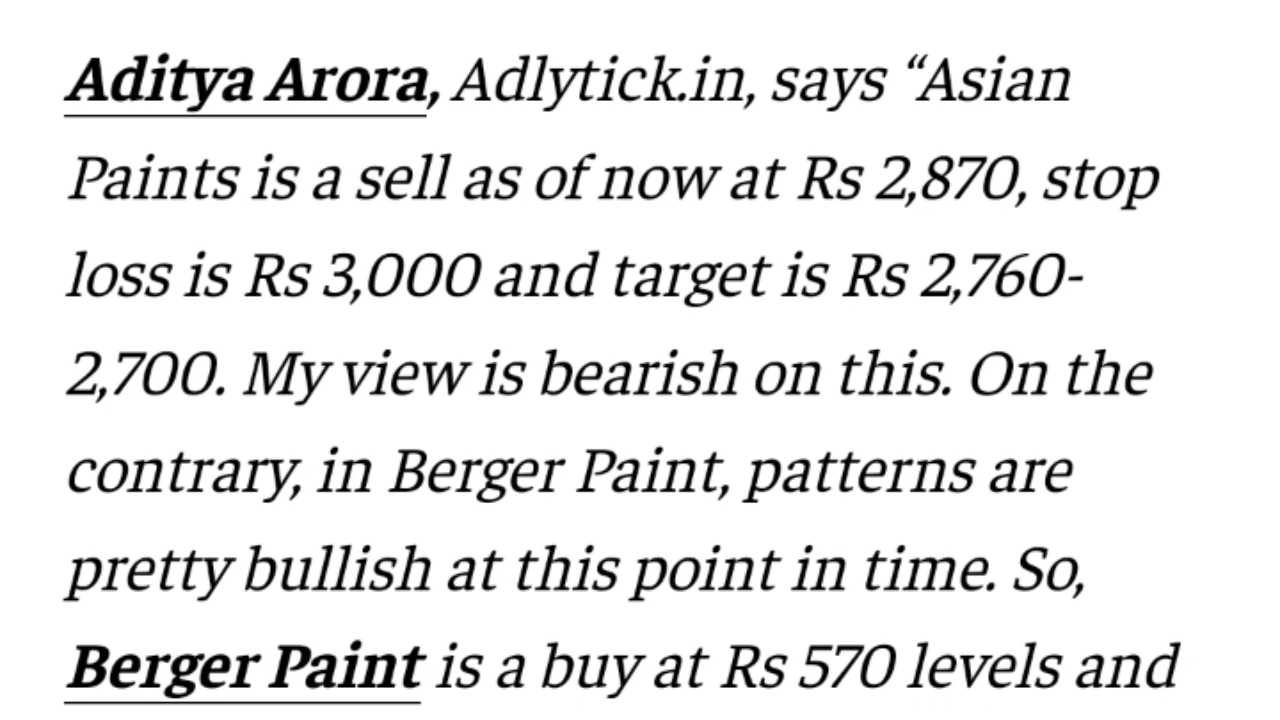 Aditya Arora, Adlytick.in, says “Asian
Paints is a sell as of now at Rs 2,870, stop
loss is Rs 3,000 and target is Rs 2,760-
2,700. My view is bearish on this. On the
contrary, in Berger Paint, patterns are
pretty bullish at this point in time. So,
Berger Paint is a buy at Rs 570 levels and